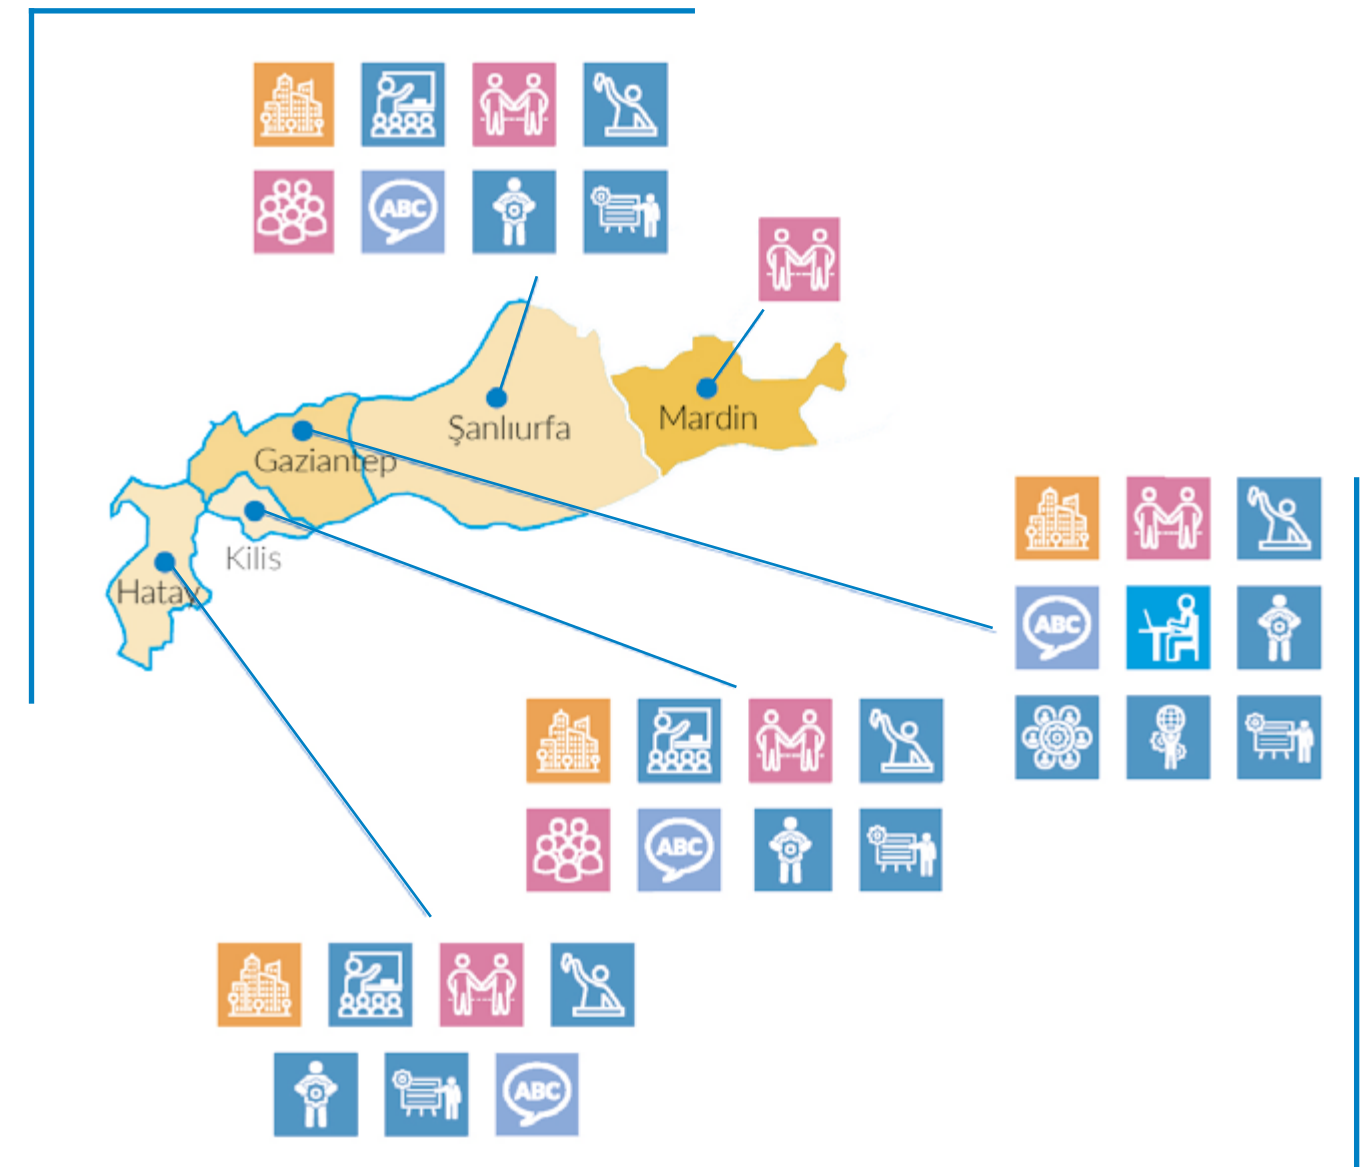 ABC
Mardin
Şanlıurfa
Gaziantep
Kilis
Hatay
ABC
ABC
ABC